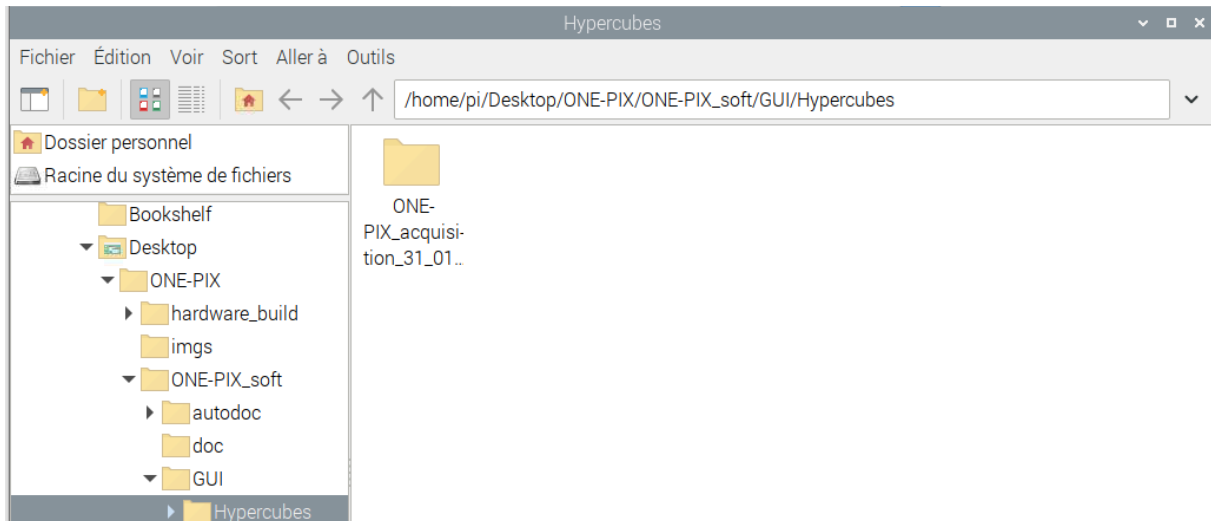 Hypercubes
Fichier Édition Voir Sort Aller à Outils
/home/pi/Desktop/ONE-PIX/ONE-PIX_soft/GUI/Hypercubes
Dossier personnel
Racine du système de fichiers
Bookshelf
Desktop
ONE-PIX
hardware_build
imgs
ONE-PIX_soft
autodoc
doc
GUI
Hypercubes
ONE-
PIX_acquisi-
tion_31_01..